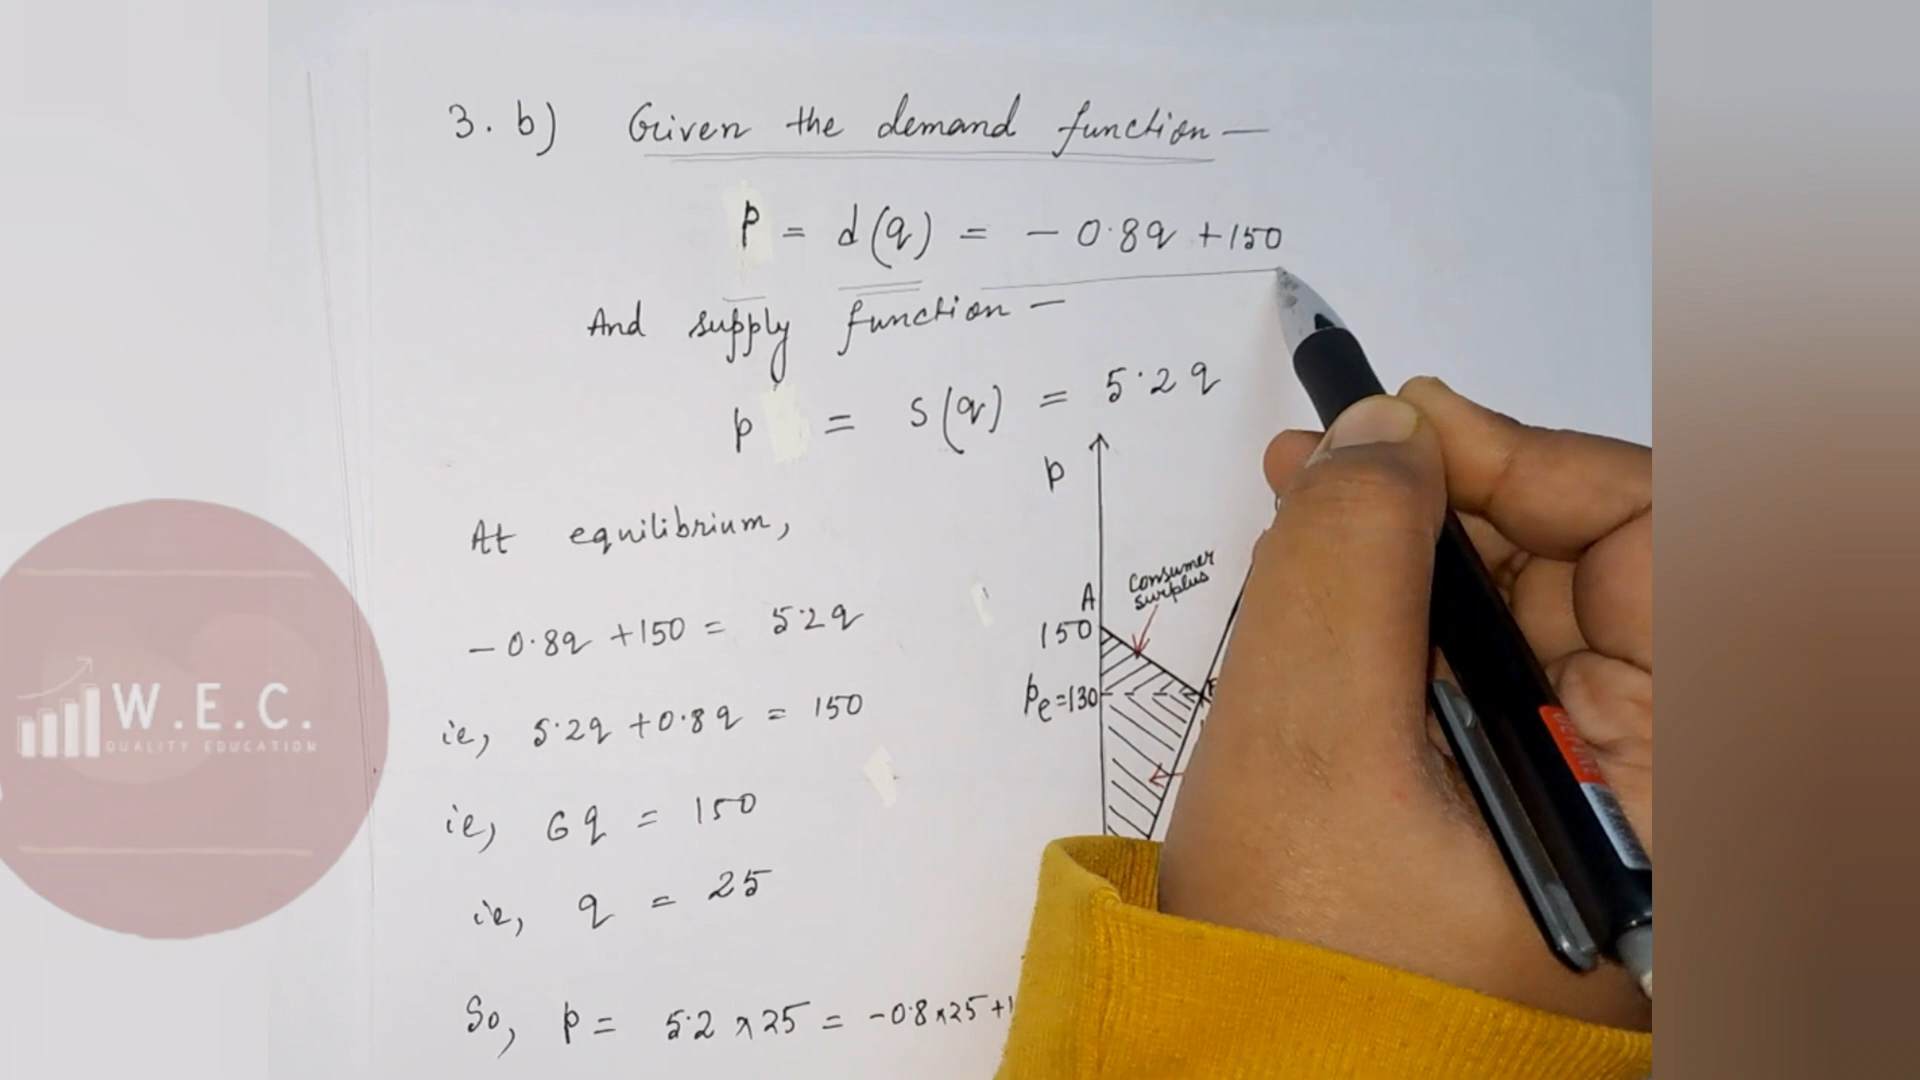 3. b) Given the demand function —
p = d(q) = - 0.8q + 150
And supply function —
p = s(q) = 5.2q
p
At equilibrium,
Consumer
surplus
A
150
-0.8q + 150 = 5.2q
Pe=130
ie, 5.2q + 0.8q = 150
W.E.C.
QUALITY EDUCATION
ie, 6q = 150
ie, q = 25
So, p = 5.2 × 25 = -0.8×25+1